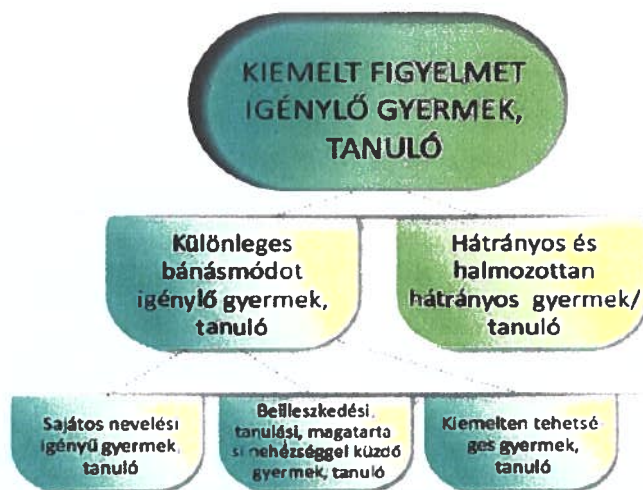 KIEMELT FIGYELMET
IGÉNYLŐ GYERMEK,
TANULÓ
Különleges
bánásmódot
igénylő gyermek,
tanuló
Hátrányos és
halmozottan
hátrányos gyermek/
tanuló
Sajátos nevelési
igényű gyermek,
tanuló
Beilleszkedési,
tanulási, magatartá
si nehézséggel küzdő
gyermek, tanuló
Kiemelten tehetsé
ges gyermek,
tanuló